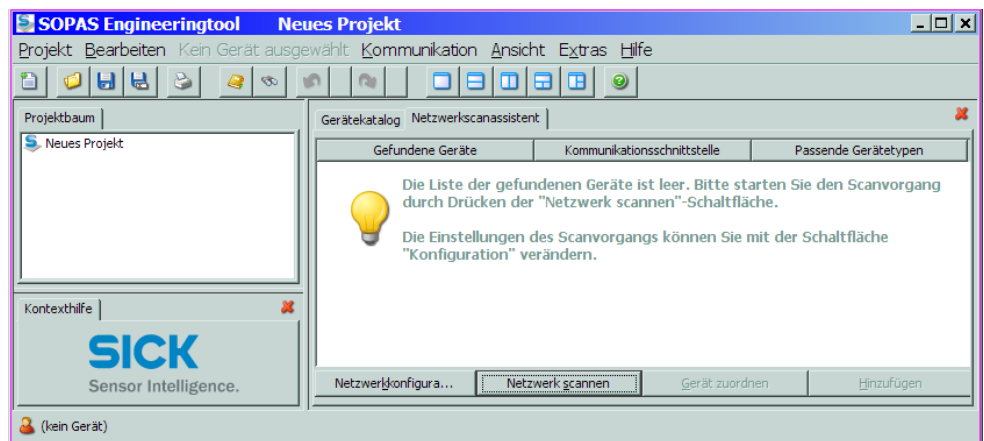 SOPAS Engineeringtool Neues Projekt
Projekt Bearbeiten Kein Gerät ausgewählt Kommunikation Ansicht Extras Hilfe
Projektbaum
Neues Projekt
Gerätekatalog Netzwerkscanassistent
Gefundene Geräte Kommunikationsschnittstelle Passende Gerätetypen
Die Liste der gefundenen Geräte ist leer. Bitte starten Sie den Scanvorgang
durch Drücken der "Netzwerk scannen"-Schaltfläche.
Die Einstellungen des Scanvorgangs können Sie mit der Schaltfläche
"Konfiguration" verändern.
Kontexthilfe
SICK
Sensor Intelligence.
Netzwerkkonfigura... Netzwerk scannen Gerät zuordnen Hinzufügen
(kein Gerät)